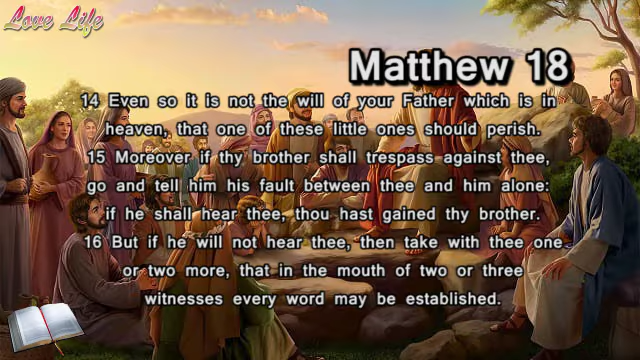 Love Life
Matthew 18
14 Even so it is not the will of your Father which is in
heaven, that one of these little ones should perish.
15 Moreover if thy brother shall trespass against thee,
go and tell him his fault between thee and him alone:
if he shall hear thee, thou hast gained thy brother.
16 But if he will not hear thee, then take with thee one
or two more, that in the mouth of two or three
witnesses every word may be established.